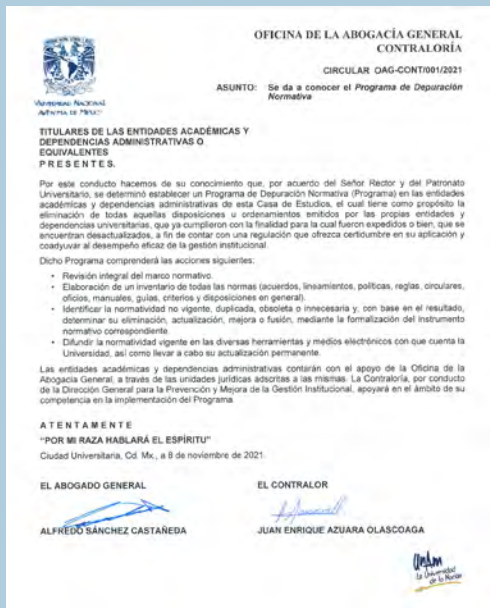 OFICINA DE LA ABOGACÍA GENERAL
CONTRALORÍA
CIRCULAR OAG-CONT/001/2021
ASUNTO: Se da a conocer el Programa de Depuración
Normativa
VNIVERSIDAD NACIONAL
AVTÓNOMA DE MÉXICO
TITULARES DE LAS ENTIDADES ACADÉMICAS Y
DEPENDENCIAS ADMINISTRATIVAS O
EQUIVALENTES
P R E S E N T E S.
Por este conducto hacemos de su conocimiento que, por acuerdo del Señor Rector y del Patronato
Universitario, se determinó establecer un Programa de Depuración Normativa (Programa) en las entidades
académicas y dependencias administrativas de esta Casa de Estudios, el cual tiene como propósito la
eliminación de todas aquellas disposiciones u ordenamientos emitidos por las propias entidades y
dependencias universitarias, que ya cumplieron con la finalidad para la cual fueron expedidos o bien, que se
encuentran desactualizados, a fin de contar con una regulación que ofrezca certidumbre en su aplicación y
coadyuvar al desempeño eficaz de la gestión institucional.
Dicho Programa comprenderá las acciones siguientes:
• Revisión integral del marco normativo.
• Elaboración de un inventario de todas las normas (acuerdos, lineamientos, políticas, reglas, circulares,
oficios, manuales, guías, criterios y disposiciones en general).
• Identificar la normatividad no vigente, duplicada, obsoleta o innecesaria y, con base en el resultado,
determinar su eliminación, actualización, mejora o fusión, mediante la formalización del instrumento
normativo correspondiente.
• Difundir la normatividad vigente en las diversas herramientas y medios electrónicos con que cuenta la
Universidad, así como llevar a cabo su actualización permanente.
Las entidades académicas y dependencias administrativas contarán con el apoyo de la Oficina de la
Abogacía General, a través de las unidades jurídicas adscritas a las mismas. La Contraloría, por conducto
de la Dirección General para la Prevención y Mejora de la Gestión Institucional, apoyará en el ámbito de su
competencia en la implementación del Programa.
A T E N T A M E N T E
"POR MI RAZA HABLARÁ EL ESPÍRITU"
Ciudad Universitaria, Cd. Mx., a 8 de noviembre de 2021.
EL ABOGADO GENERAL EL CONTRALOR
ALFREDO SÁNCHEZ CASTAÑEDA JUAN ENRIQUE AZUARA OLASCOAGA
UNAM
La Universidad
de la Nación